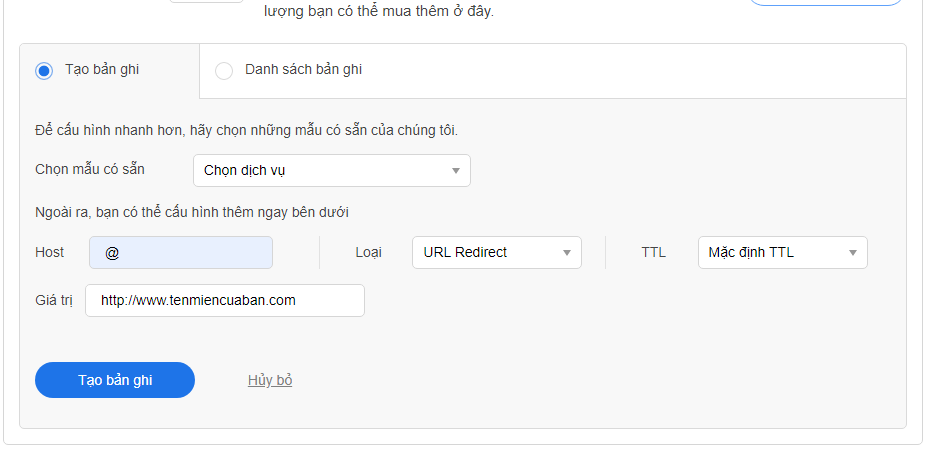 lượng bạn có thể mua thêm ở đây.
Tạo bản ghi Danh sách bản ghi
Để cấu hình nhanh hơn, hãy chọn những mẫu có sẵn của chúng tôi.
Chọn mẫu có sẵn Chọn dịch vụ
Ngoài ra, bạn có thể cấu hình thêm ngay bên dưới
Host @ Loại URL Redirect TTL Mặc định TTL
Giá trị http://www.tenmiencuaban.com
Tạo bản ghi Hủy bỏ